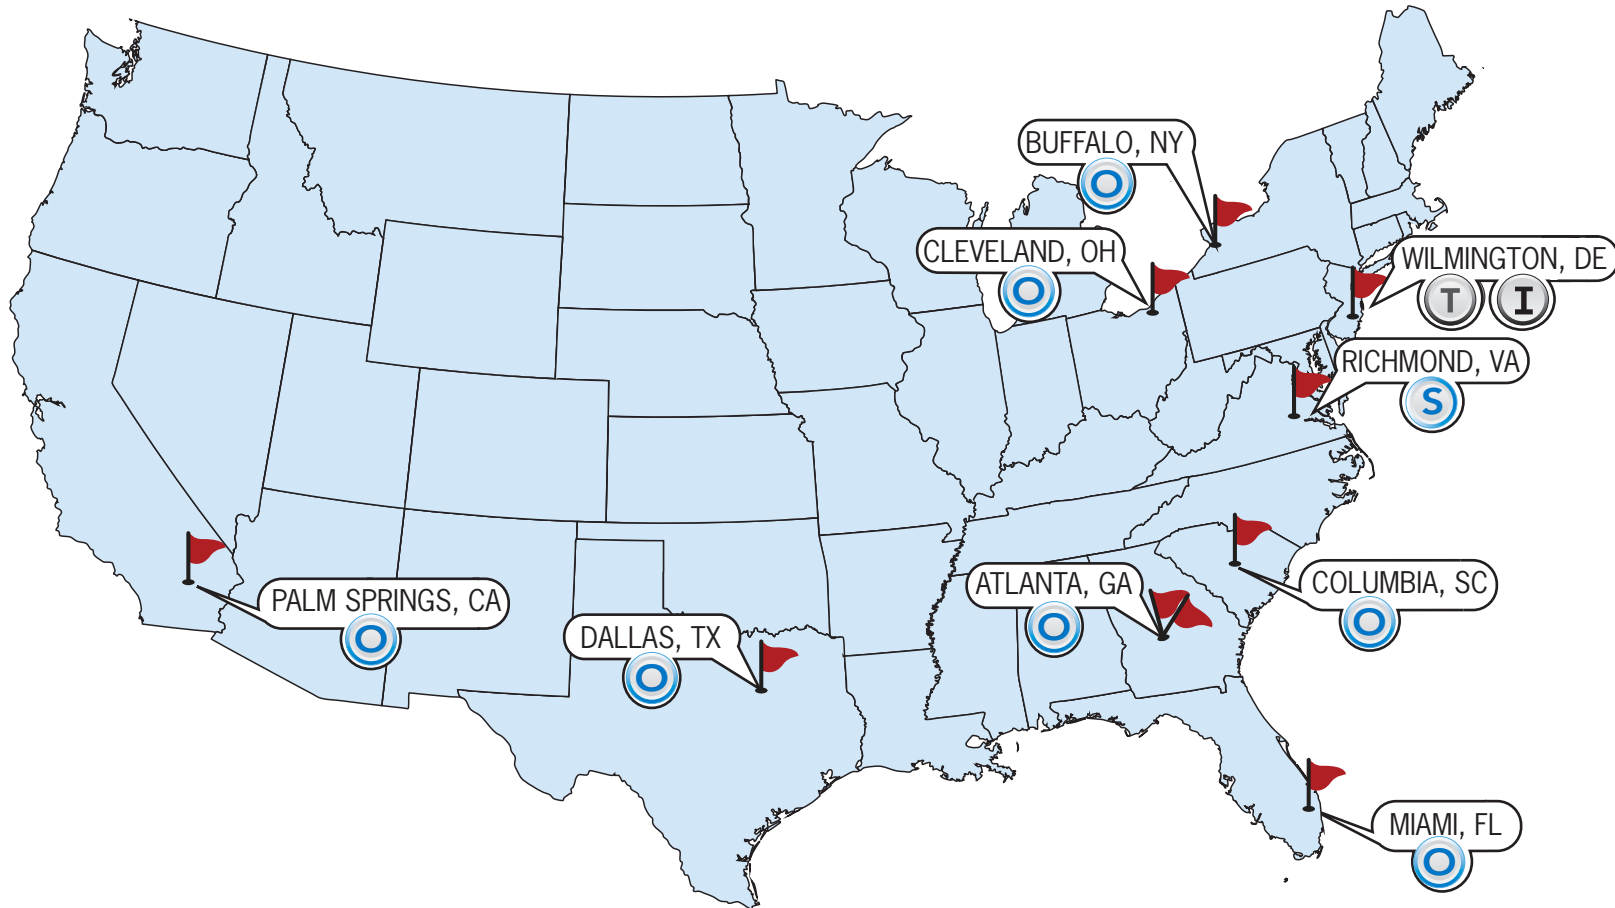 BUFFALO, NY
O
CLEVELAND, OH
O
WILMINGTON, DE
T I
RICHMOND, VA
S
PALM SPRINGS, CA
O
DALLAS, TX
O
ATLANTA, GA
O
COLUMBIA, SC
O
MIAMI, FL
O